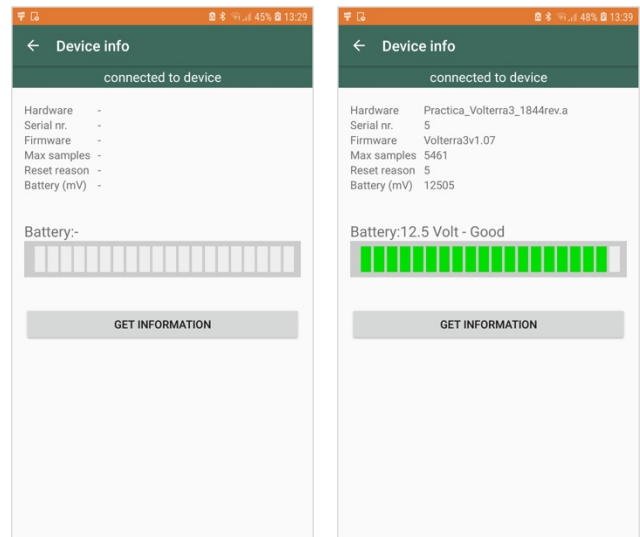 45% 13:29
← Device info
connected to device
Hardware -
Serial nr. -
Firmware -
Max samples -
Reset reason -
Battery (mV) -
Battery:-
GET INFORMATION
48% 13:39
← Device info
connected to device
Hardware Practica_Volterra3_1844rev.a
Serial nr. 5
Firmware Volterra3v1.07
Max samples 5461
Reset reason 5
Battery (mV) 12505
Battery:12.5 Volt - Good
GET INFORMATION